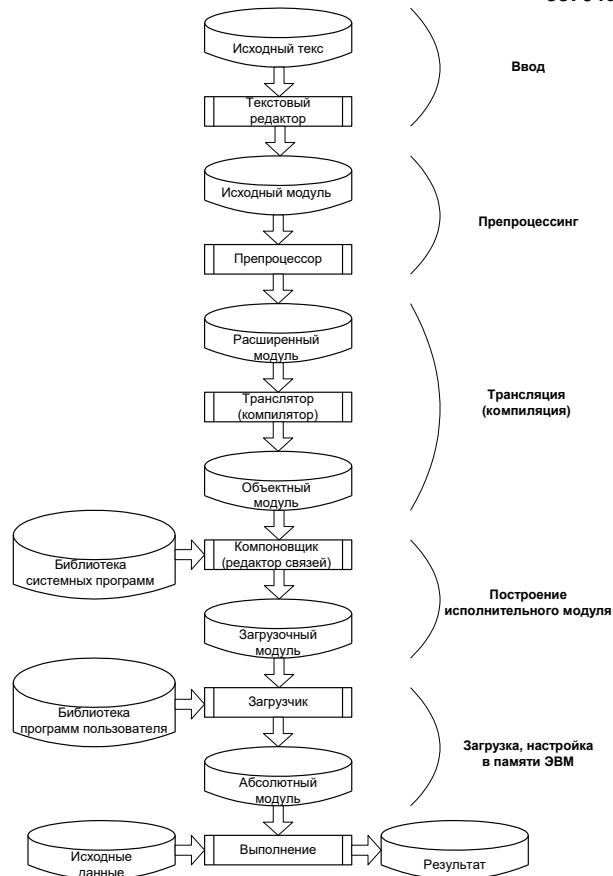 Исходный текс
Ввод
Текстовый
редактор
Исходный модуль
Препроцессинг
Препроцессор
Расширенный
модуль
Транслятор
(компилятор)
Трансляция
(компиляция)
Объектный
модуль
Библиотека
системных программ
Компоновщик
(редактор связей)
Построение
исполнительного модуля
Загрузочный
модуль
Библиотека
программ пользователя
Загрузчик
Загрузка, настройка
в памяти ЭВМ
Абсолютный
модуль
Исходные
данные
Выполнение
Результат